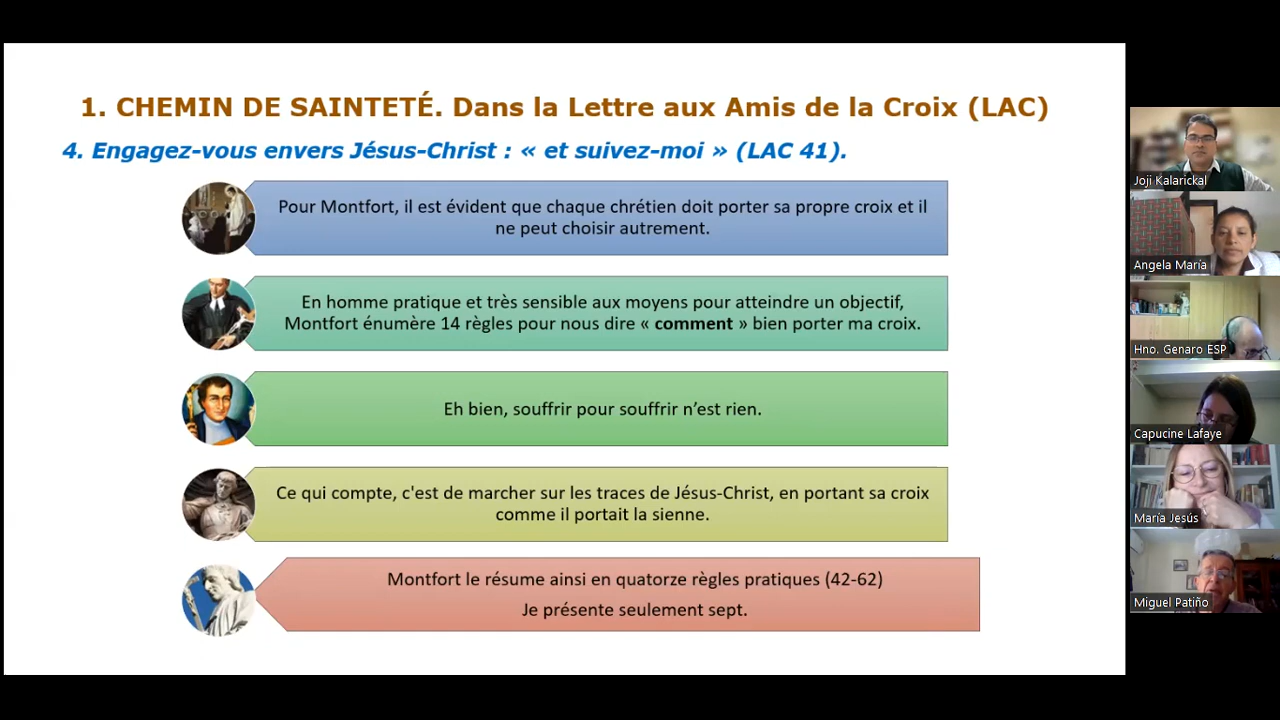 1. CHEMIN DE SAINTETÉ. Dans la Lettre aux Amis de la Croix (LAC)
4. Engagez-vous envers Jésus-Christ : « et suivez-moi » (LAC 41).
Pour Montfort, il est évident que chaque chrétien doit porter sa propre croix et il
ne peut choisir autrement.
En homme pratique et très sensible aux moyens pour atteindre un objectif,
Montfort énumère 14 règles pour nous dire « comment » bien porter ma croix.
Eh bien, souffrir pour souffrir n’est rien.
Ce qui compte, c'est de marcher sur les traces de Jésus-Christ, en portant sa croix
comme il portait la sienne.
Montfort le résume ainsi en quatorze règles pratiques (42-62)
Je présente seulement sept.
Joji Kalarickal
Angela María
Hno. Genaro ESP
Capucine Lafaye
María Jesús
Miguel Patiño